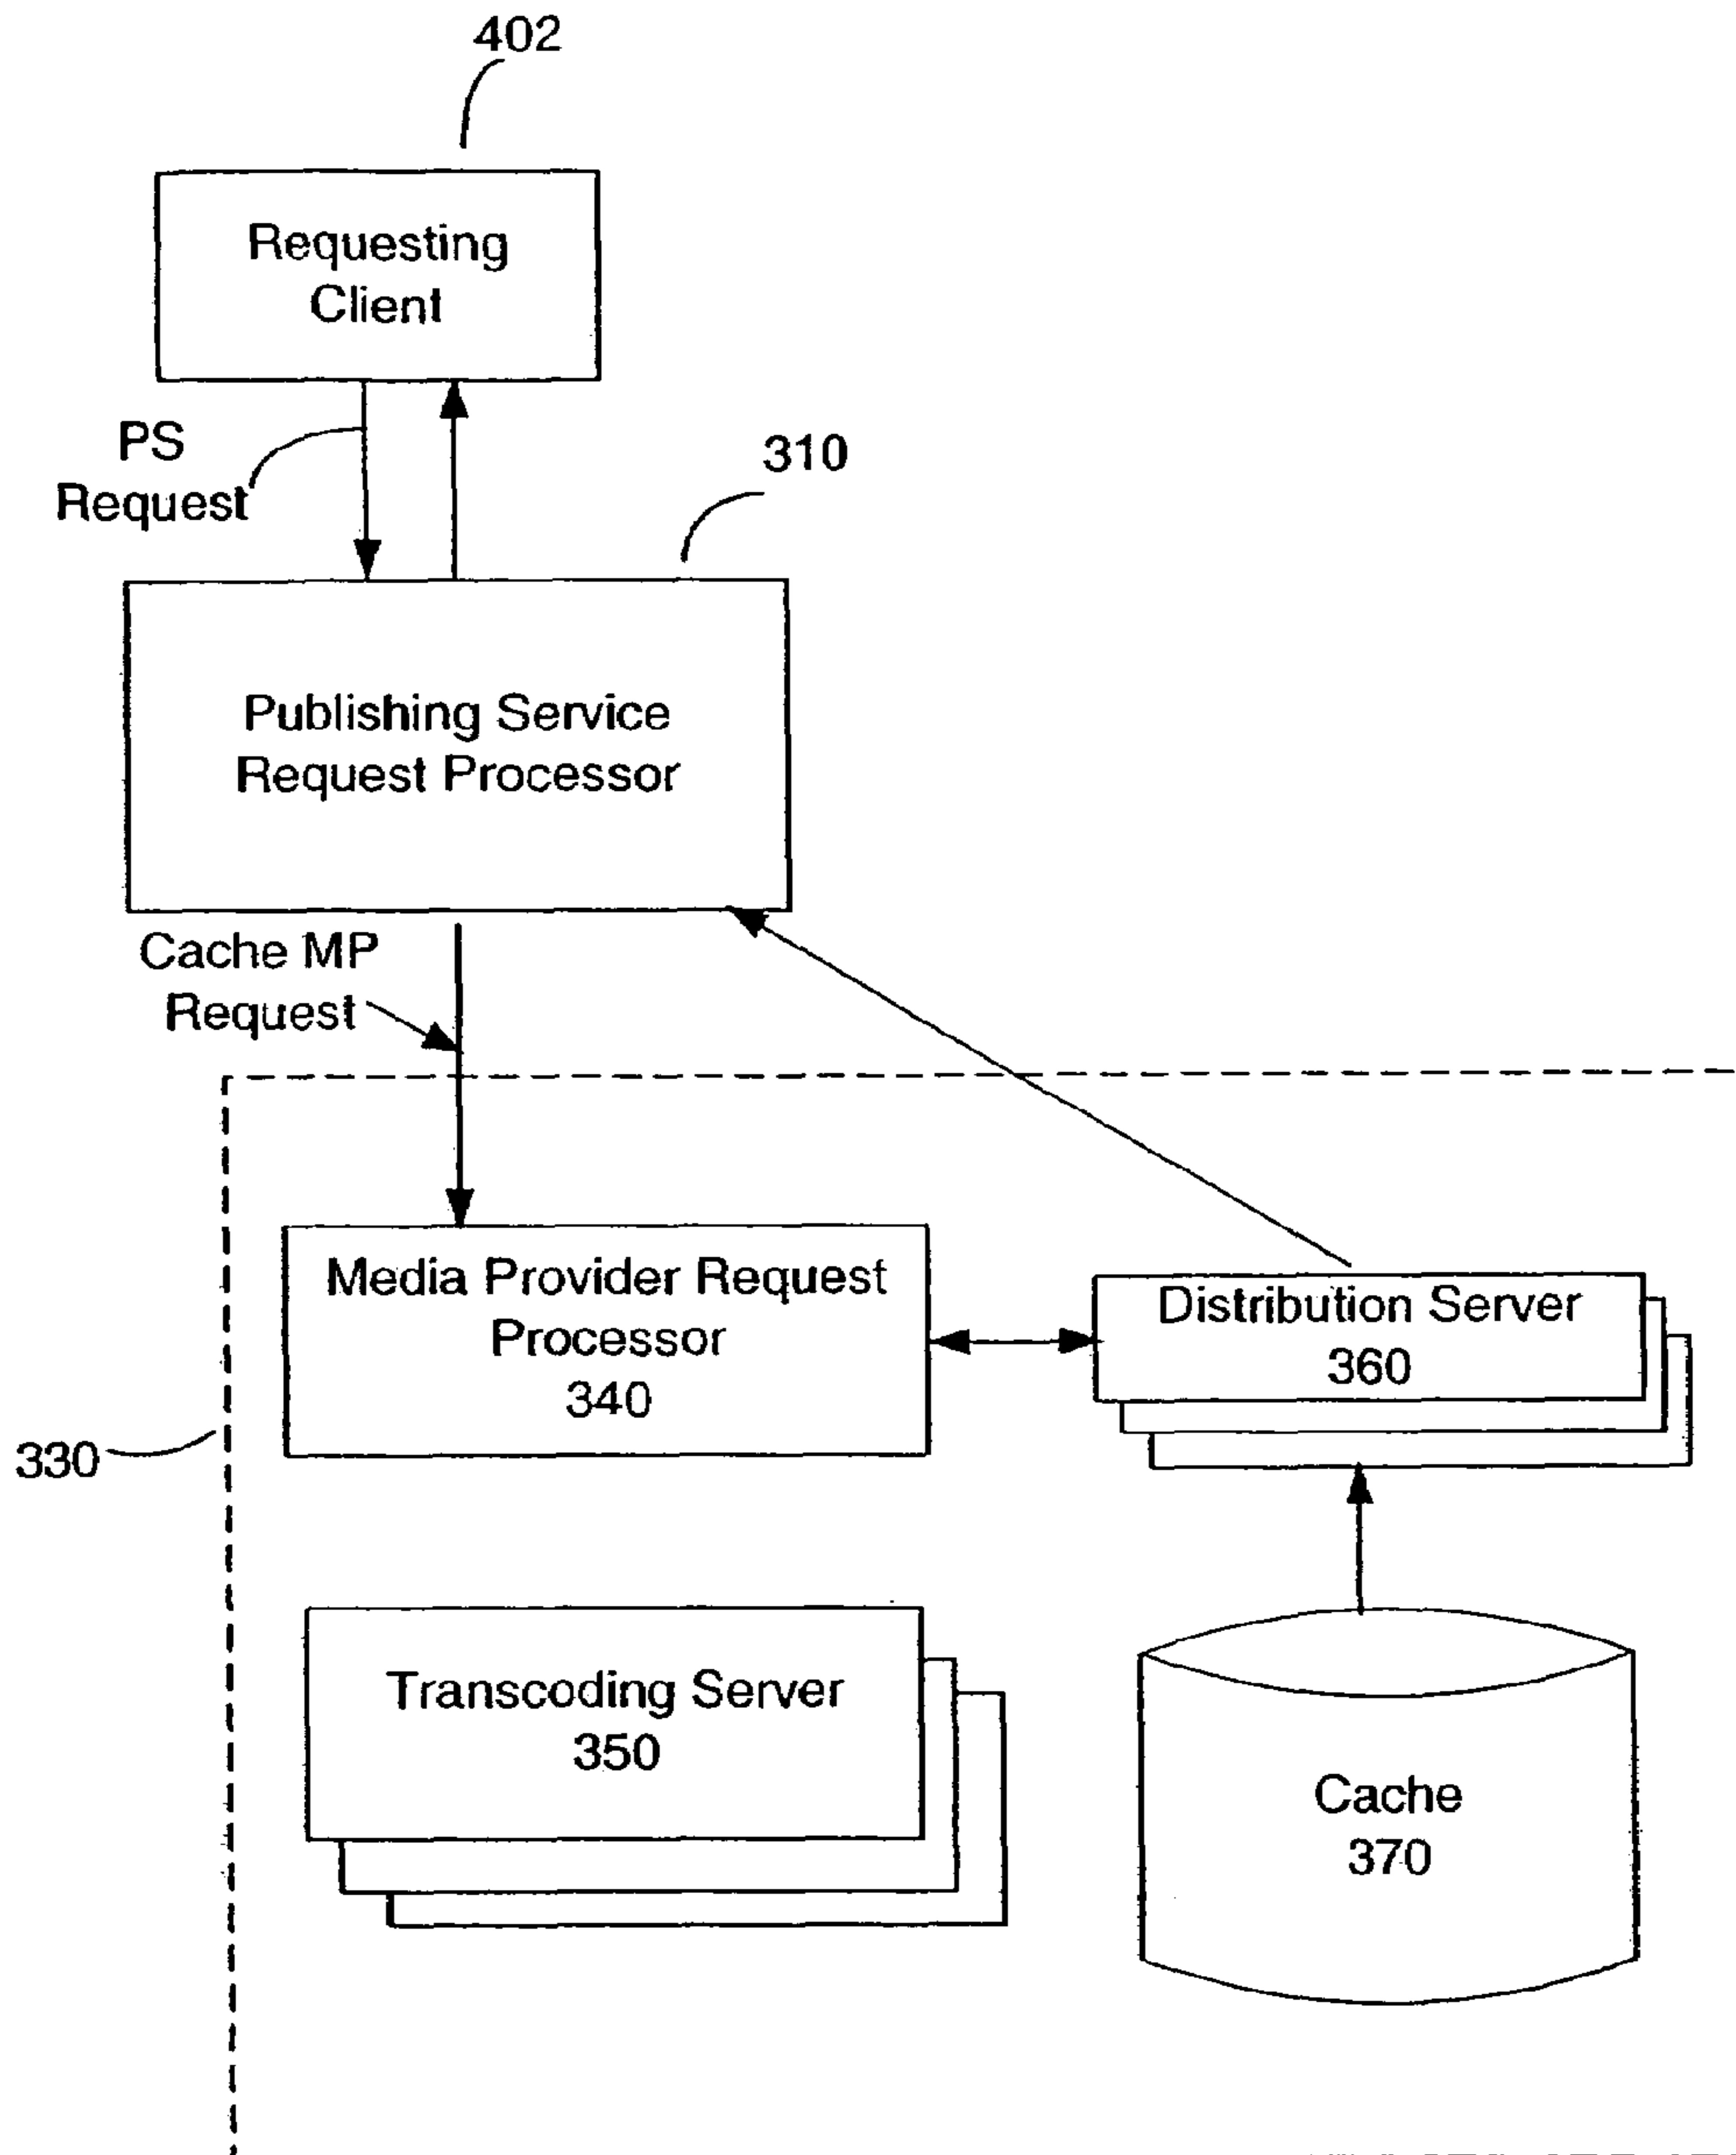 402
Requesting
Client
PS
Request
310
Publishing Service
Request Processor
Cache MP
Request
Media Provider Request
Processor
340
Distribution Server
360
330
Transcoding Server
350
Cache
370